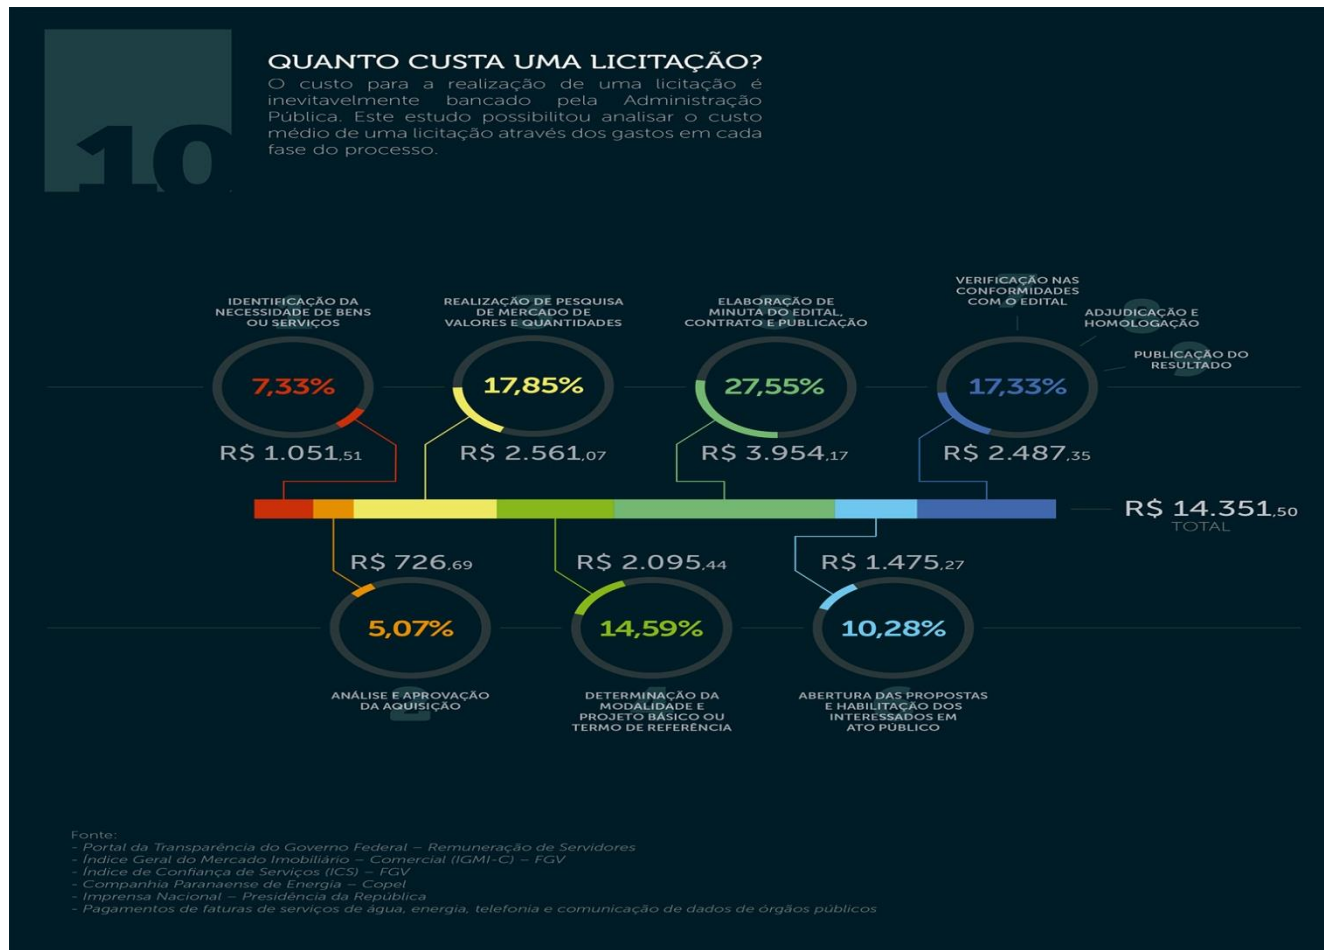 10
QUANTO CUSTA UMA LICITAÇÃO?
O custo para a realização de uma licitação é
inevitavelmente bancado pela Administração
Pública. Este estudo possibilitou analisar o custo
médio de uma licitação através dos gastos em cada
fase do processo.
1
IDENTIFICAÇÃO DA
NECESSIDADE DE BENS
OU SERVIÇOS
7,33%
R$ 1.051,51
3
REALIZAÇÃO DE PESQUISA
DE MERCADO DE
VALORES E QUANTIDADES
17,85%
R$ 2.561,07
5
ELABORAÇÃO DE
MINUTA DO EDITAL,
CONTRATO E PUBLICAÇÃO
27,55%
R$ 3.954,17
7
VERIFICAÇÃO NAS
CONFORMIDADES
COM O EDITAL
8
ADJUDICAÇÃO E
HOMOLOGAÇÃO
9
PUBLICAÇÃO DO
RESULTADO
17,33%
R$ 2.487,35
R$ 14.351,50
TOTAL
R$ 726,69
5,07%
2
ANÁLISE E APROVAÇÃO
DA AQUISIÇÃO
R$ 2.095,44
14,59%
4
DETERMINAÇÃO DA
MODALIDADE E
PROJETO BÁSICO OU
TERMO DE REFERÊNCIA
R$ 1.475,27
10,28%
6
ABERTURA DAS PROPOSTAS
E HABILITAÇÃO DOS
INTERESSADOS EM
ATO PÚBLICO
Fonte:
- Portal da Transparência do Governo Federal – Remuneração de Servidores
- Índice Geral do Mercado Imobiliário – Comercial (IGMI-C) – FGV
- Índice de Confiança de Serviços (ICS) – FGV
- Companhia Paranaense de Energia – Copel
- Imprensa Nacional – Presidência da República
- Pagamentos de faturas de serviços de água, energia, telefonia e comunicação de dados de órgãos públicos